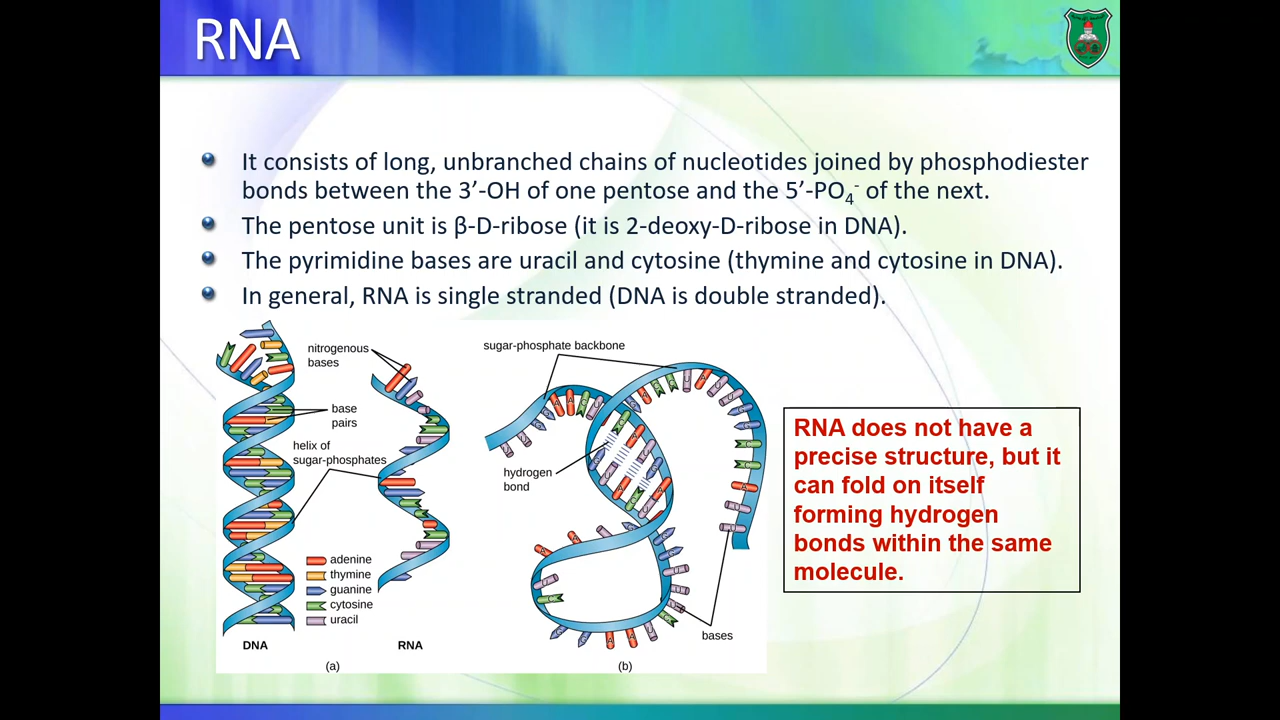 RNA
It consists of long, unbranched chains of nucleotides joined by phosphodiester
bonds between the 3’-OH of one pentose and the 5’-PO4- of the next.
The pentose unit is β-D-ribose (it is 2-deoxy-D-ribose in DNA).
The pyrimidine bases are uracil and cytosine (thymine and cytosine in DNA).
In general, RNA is single stranded (DNA is double stranded).
nitrogenous
bases
base
pairs
helix of
sugar-phosphates
adenine
thymine
guanine
cytosine
uracil
DNA
RNA
(a)
sugar-phosphate backbone
hydrogen
bond
bases
(b)
RNA does not have a
precise structure, but it
can fold on itself
forming hydrogen
bonds within the same
molecule.